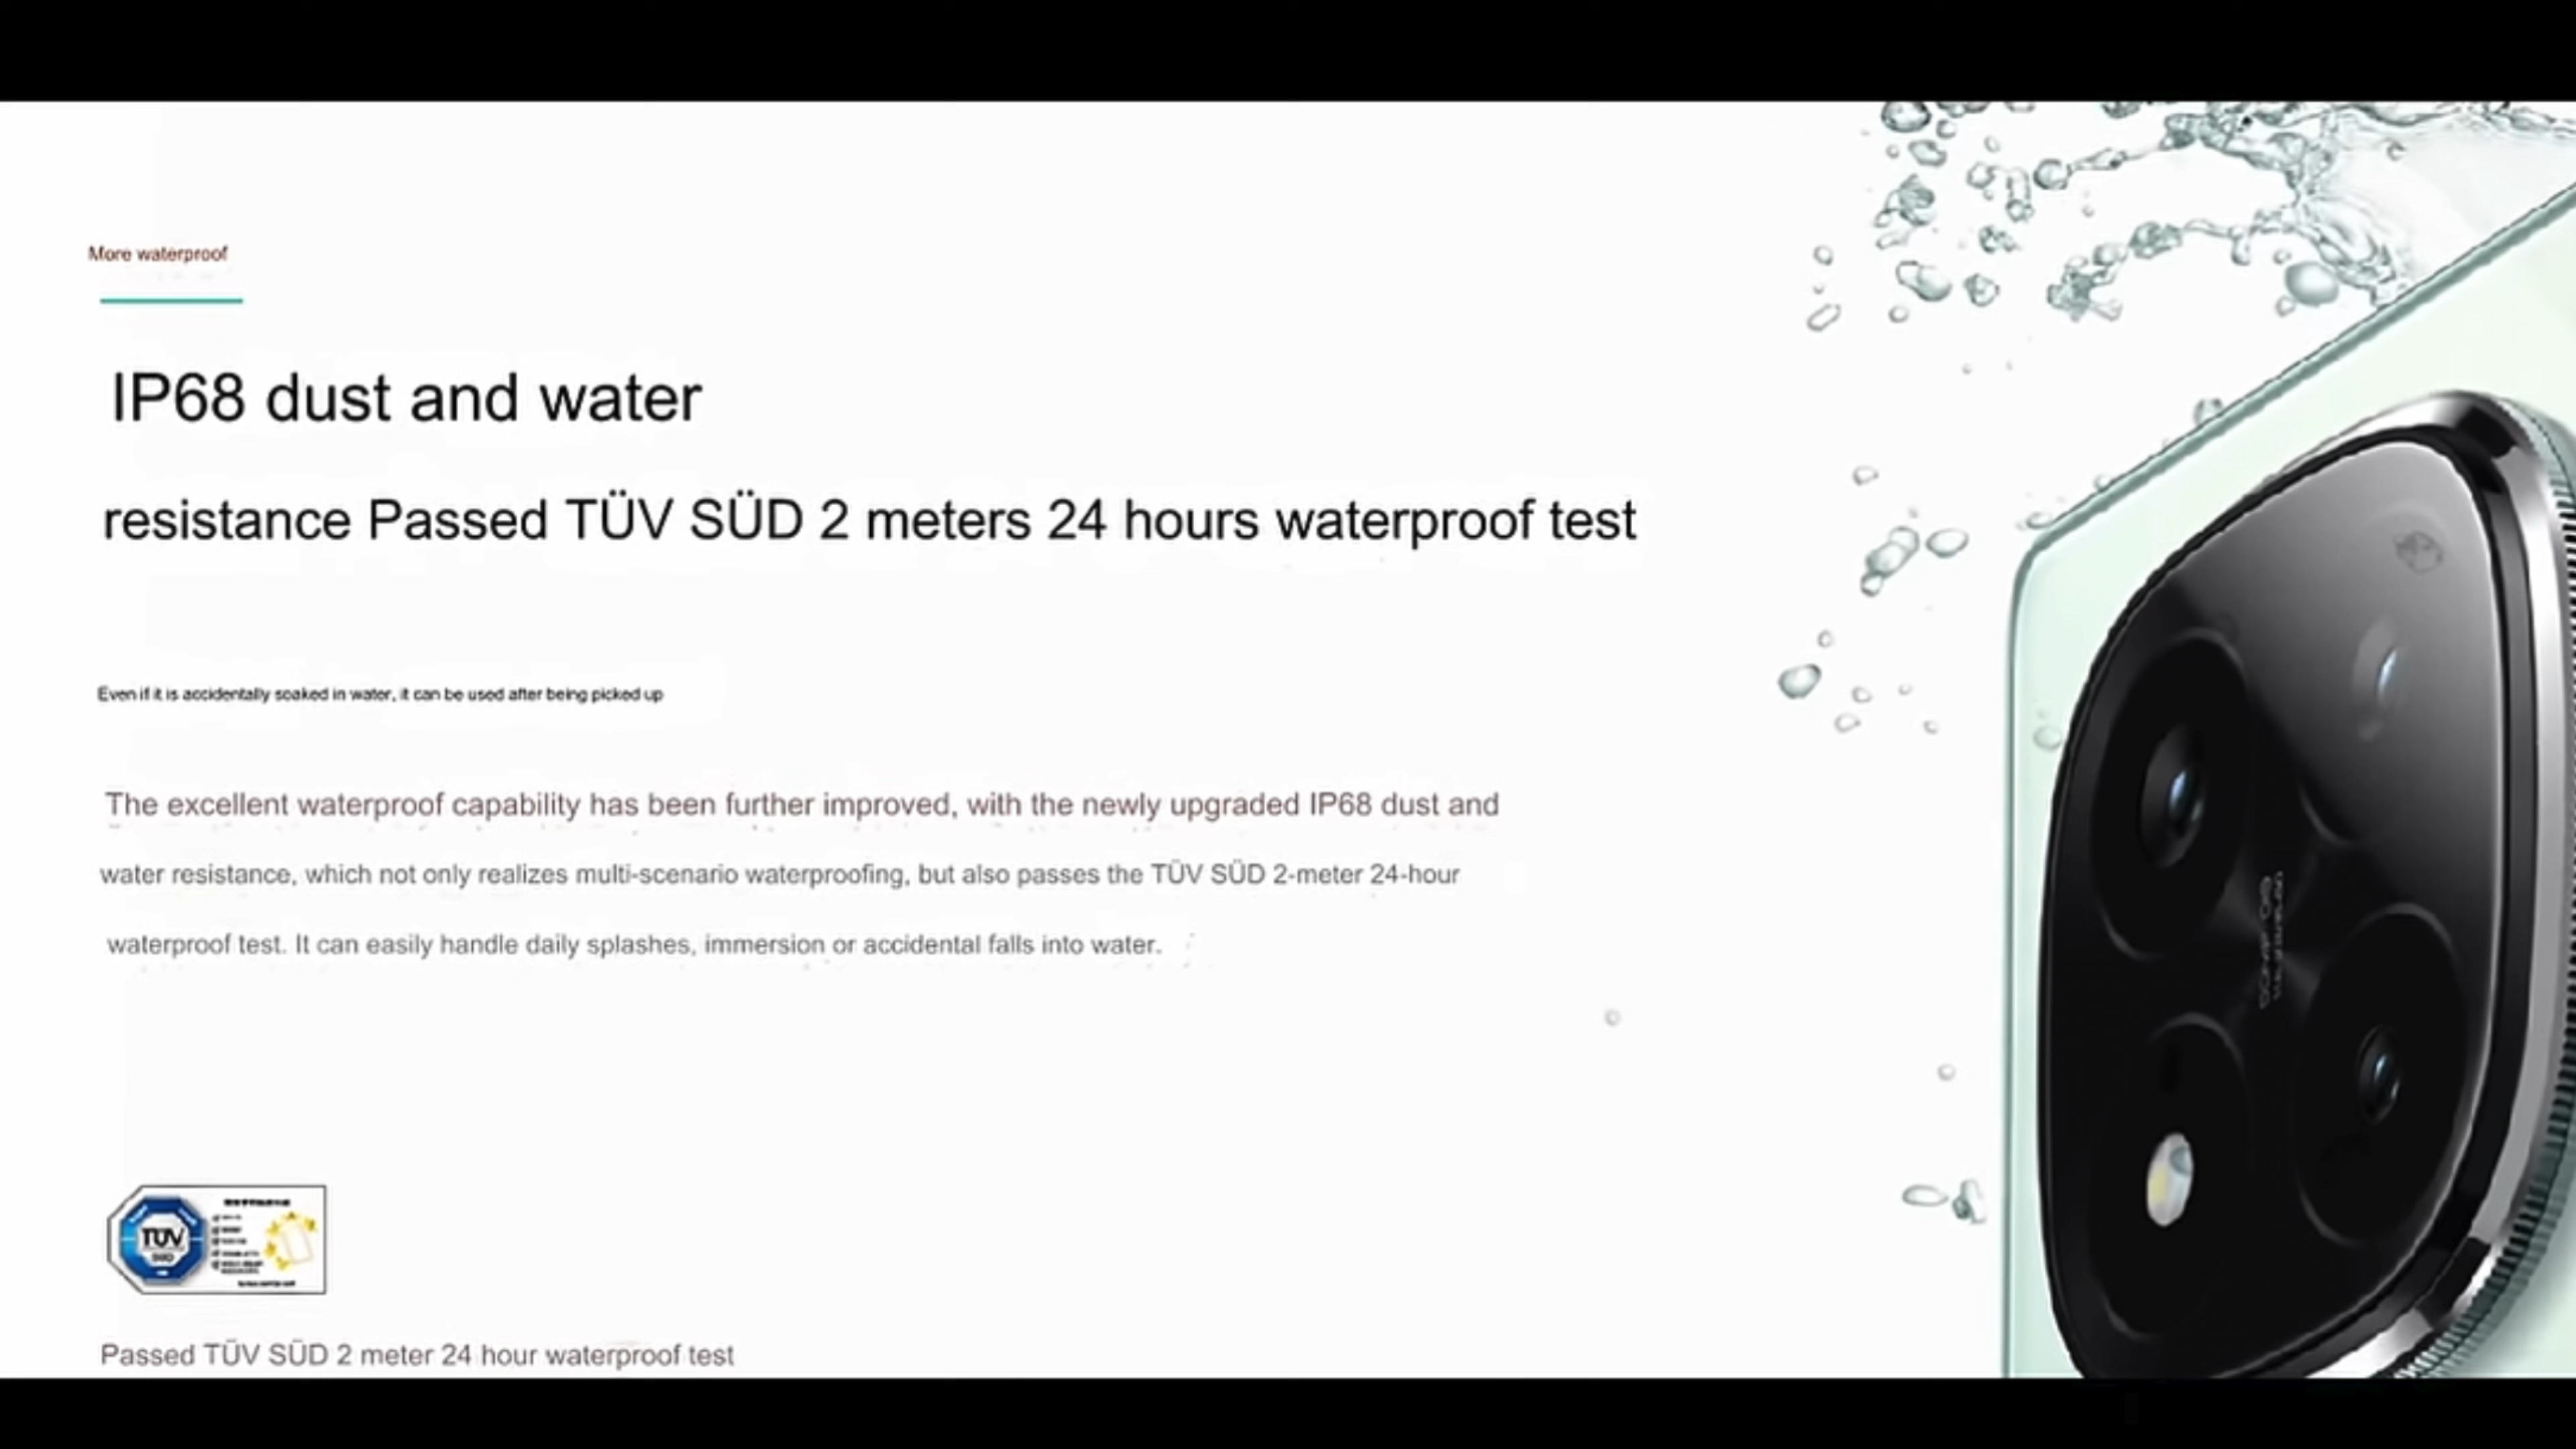 More waterproof
IP68 dust and water
resistance Passed TÜV SÜD 2 meters 24 hours waterproof test
Even if it is accidentally soaked in water, it can be used after being picked up
The excellent waterproof capability has been further improved, with the newly upgraded IP68 dust and
water resistance, which not only realizes multi-scenario waterproofing, but also passes the TÜV SÜD 2-meter 24-hour
waterproof test. It can easily handle daily splashes, immersion or accidental falls into water.
TÜV
Passed TÜV SÜD 2 meter 24 hour waterproof test